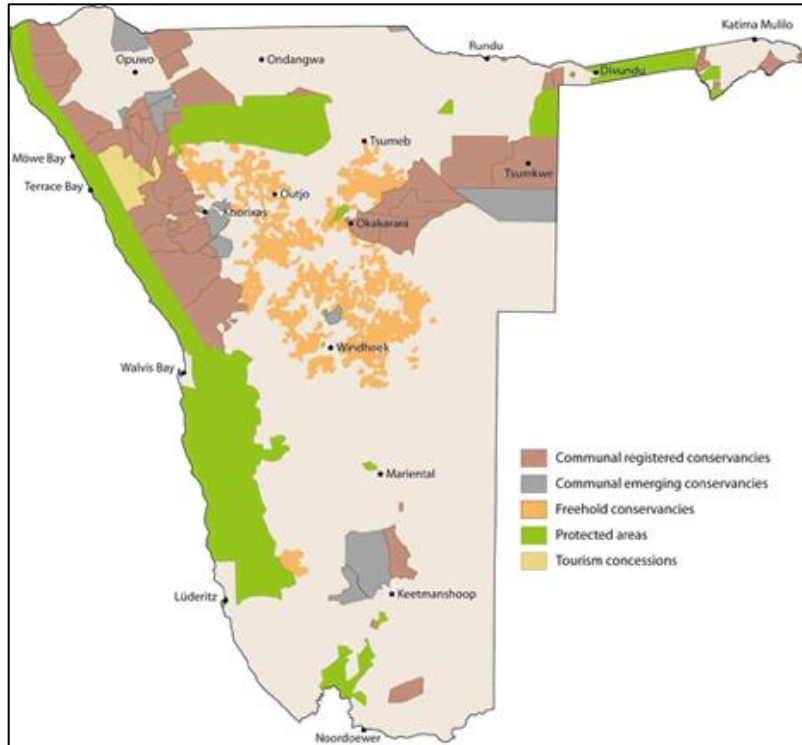 Katima Mulilo
Opuwo
Ondangwa
Rundu
Divundu
Tsumeb
Möwe Bay
Tsumkwe
Terrace Bay
Outjo
Khorixas
Okakarara
Windhoek
Walvis Bay
Mariental
Communal registered conservancies
Communal emerging conservancies
Freehold conservancies
Protected areas
Tourism concessions
Lüderitz
Keetmanshoop
Noordoewer